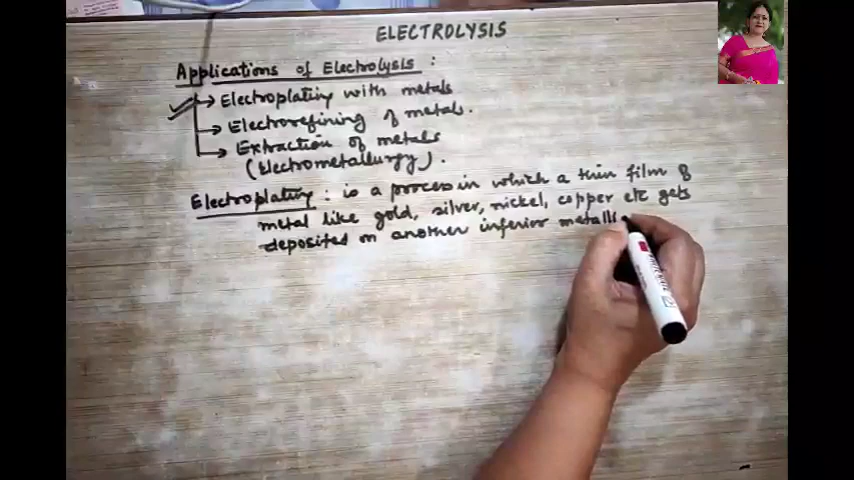 ELECTROLYSIS
Applications of Electrolysis :
Electroplating with metals
Electrorefining of metals.
Extraction of metals
(Electrometallurgy).
Electroplating : is a process in which a thin film of
metal like gold, silver, nickel, copper etc gets
deposited on another inferior metalli